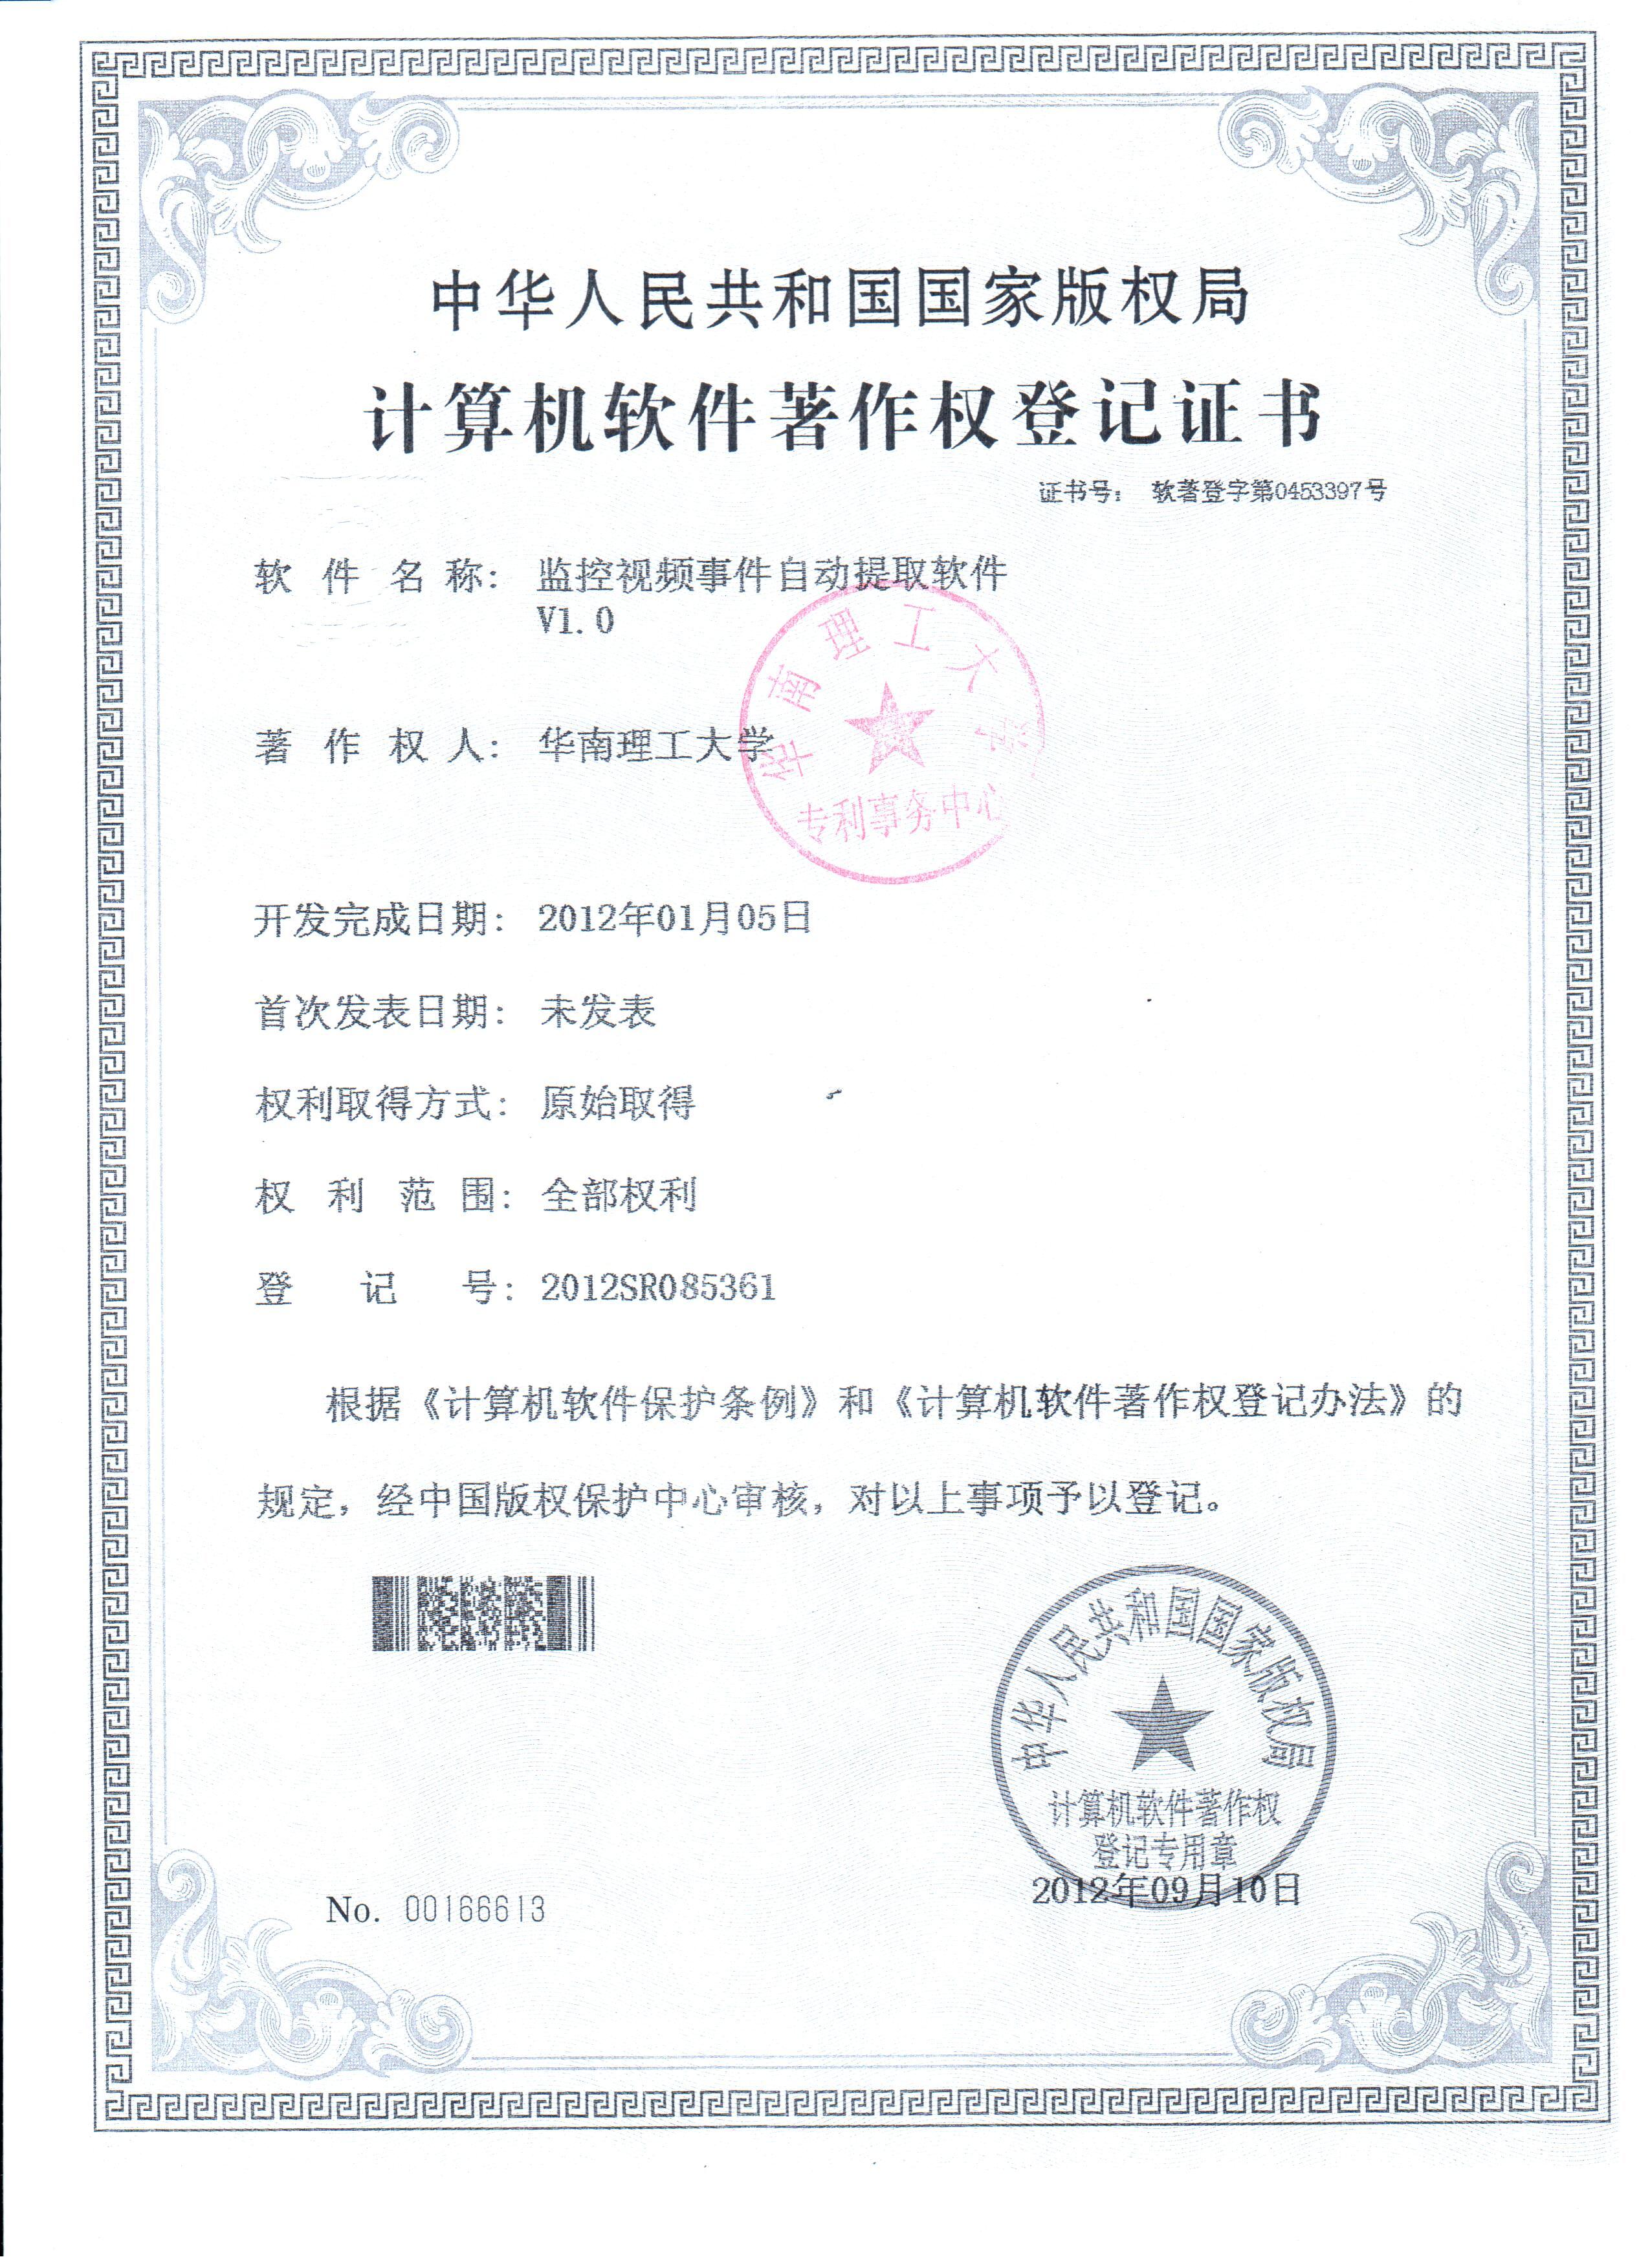 中华人民共和国国家版权局
计算机软件著作权登记证书
证书号： 软著登字第0453397号
软件名称： 监控视频事件自动提取软件
V1.0
著作权人： 华南理工大学
华南理工大学
专利事务中心
开发完成日期： 2012年01月05日
首次发表日期： 未发表
权利取得方式： 原始取得
权利范围： 全部权利
登记号： 2012SR085361
根据《计算机软件保护条例》和《计算机软件著作权登记办法》的
规定，经中国版权保护中心审核，对以上事项予以登记。
中华人民共和国国家版权局
计算机软件著作权
登记专用章
2012年09月10日
No. 00166613